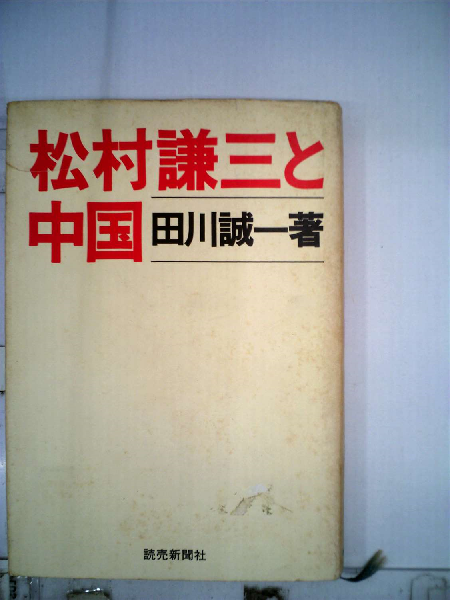 松村謙三と
中国
田川誠一著
読売新聞社